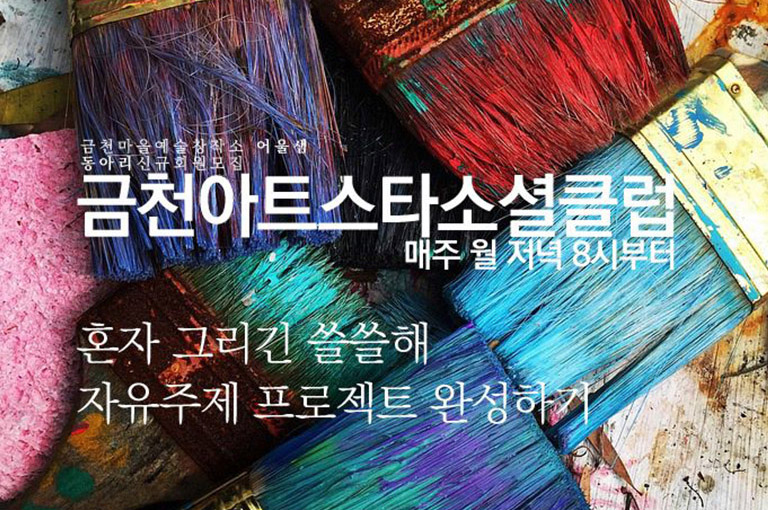 금천마을예술창작소 어울샘
동아리신규회원모집
금천아트스타소셜클럽
매주 월 저녁 8시부터
혼자 그리긴 쓸쓸해
자유주제 프로젝트 완성하기